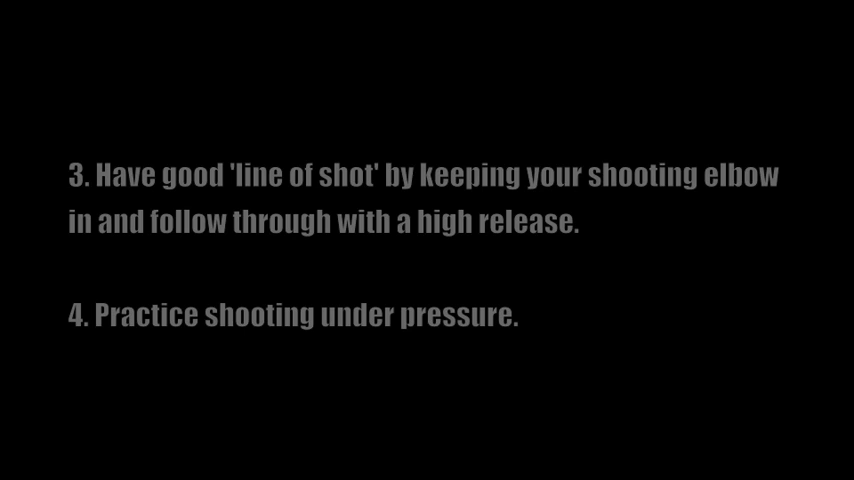 3. Have good 'line of shot' by keeping your shooting elbow
in and follow through with a high release.
4. Practice shooting under pressure.